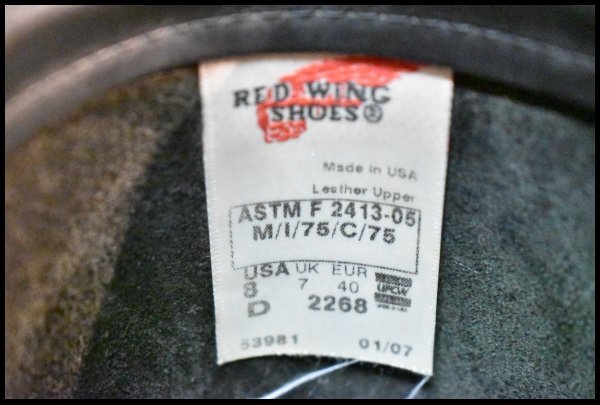 RED WING
SHOES®
Made in USA
Leather Upper
ASTM F 2413-05
M/I/75/C/75
USA UK EUR
8 7 40 UFCW
D 2268
53981 01/07